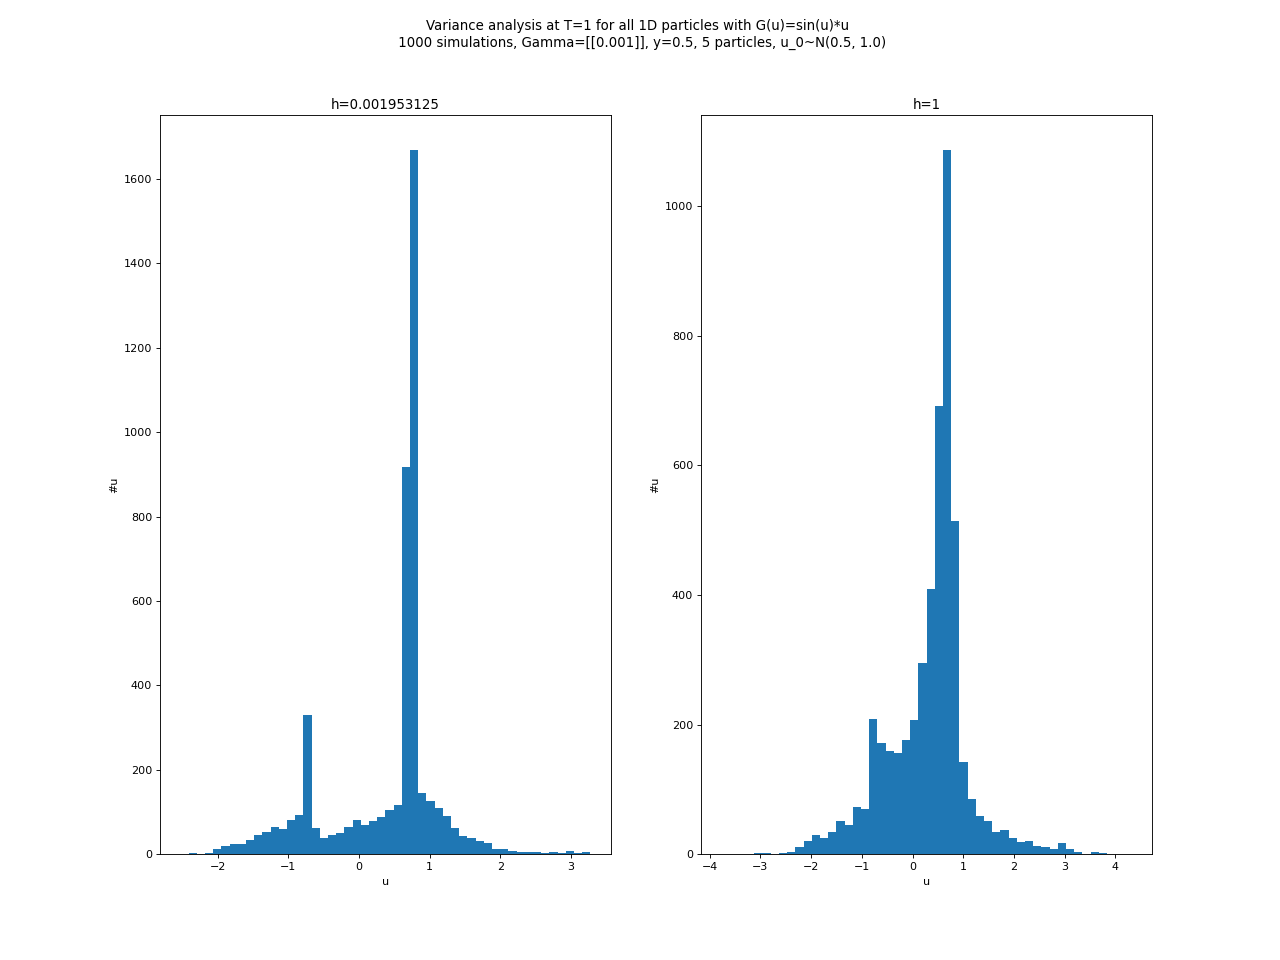 Variance analysis at T=1 for all 1D particles with G(u)=sin(u)*u
1000 simulations, Gamma=[[0.001]], y=0.5, 5 particles, u_0~N(0.5, 1.0)
h=0.001953125
1600
1400
1200
1000
800
600
400
200
0
#u
−2 −1 0 1 2 3
u
h=1
1000
800
600
400
200
0
#u
−4 −3 −2 −1 0 1 2 3 4
u